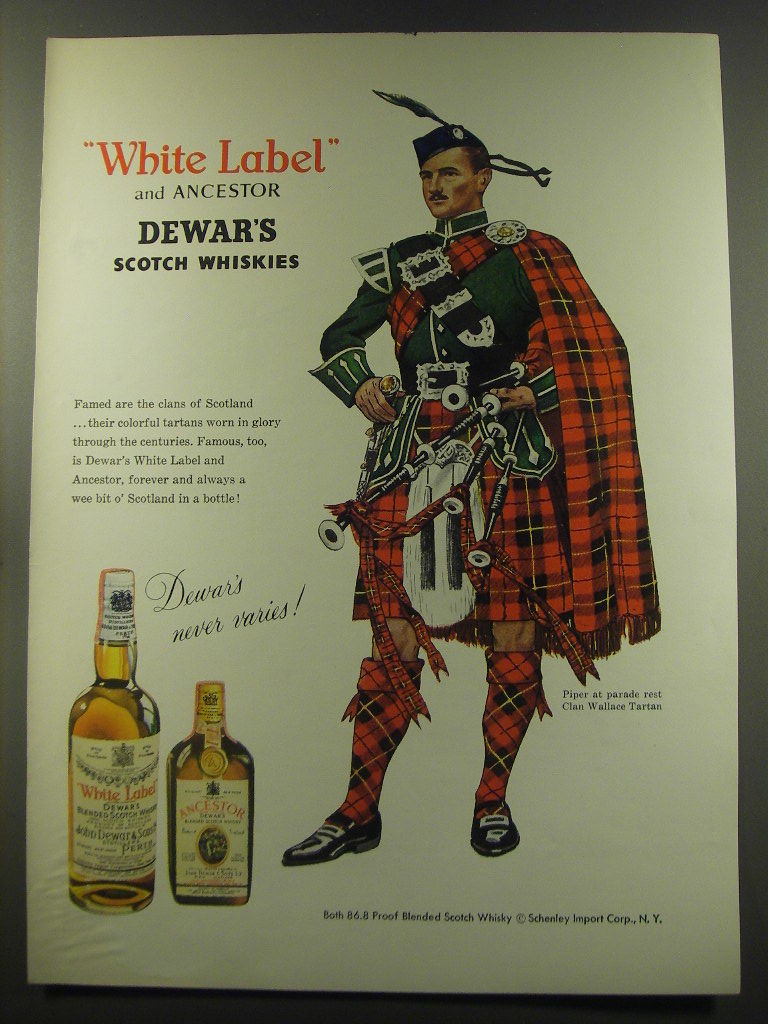 "White Label"
and ANCESTOR
DEWAR'S
SCOTCH WHISKIES
Famed are the clans of Scotland
...their colorful tartans worn in glory
through the centuries. Famous, too,
is Dewar's White Label and
Ancestor, forever and always a
wee bit o' Scotland in a bottle!
Dewar's
never varies!
Piper at parade rest
Clan Wallace Tartan
PERTH
"White Label"
DEWAR'S
BLENDED SCOTCH WHISKY
John Dewar & Sons
PERTH
ANCESTOR
DEWAR'S
BLENDED SCOTCH WHISKY
Both 86.8 Proof Blended Scotch Whisky © Schenley Import Corp., N. Y.